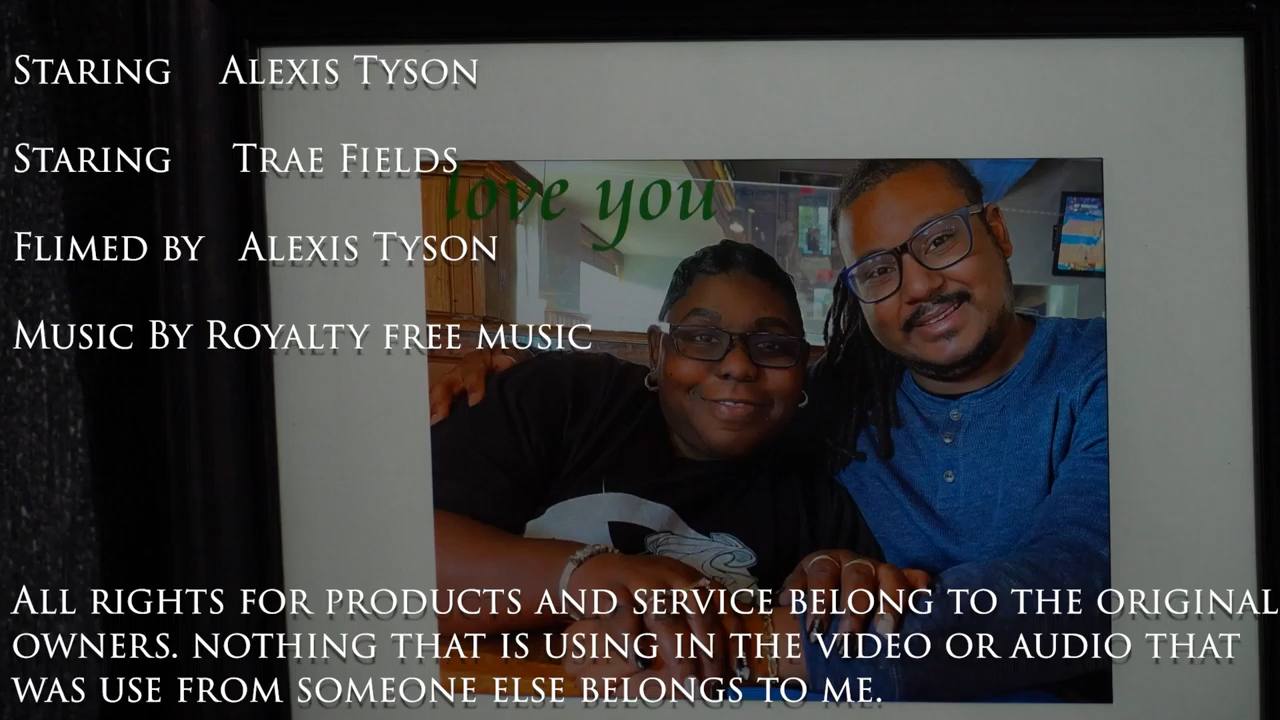 Staring Alexis Tyson
Staring Trae Fields
love you
Flimed by Alexis Tyson
Music By Royalty free music
All rights for products and service belong to the original
owners. nothing that is using in the video or audio that
was use from someone else belongs to me.